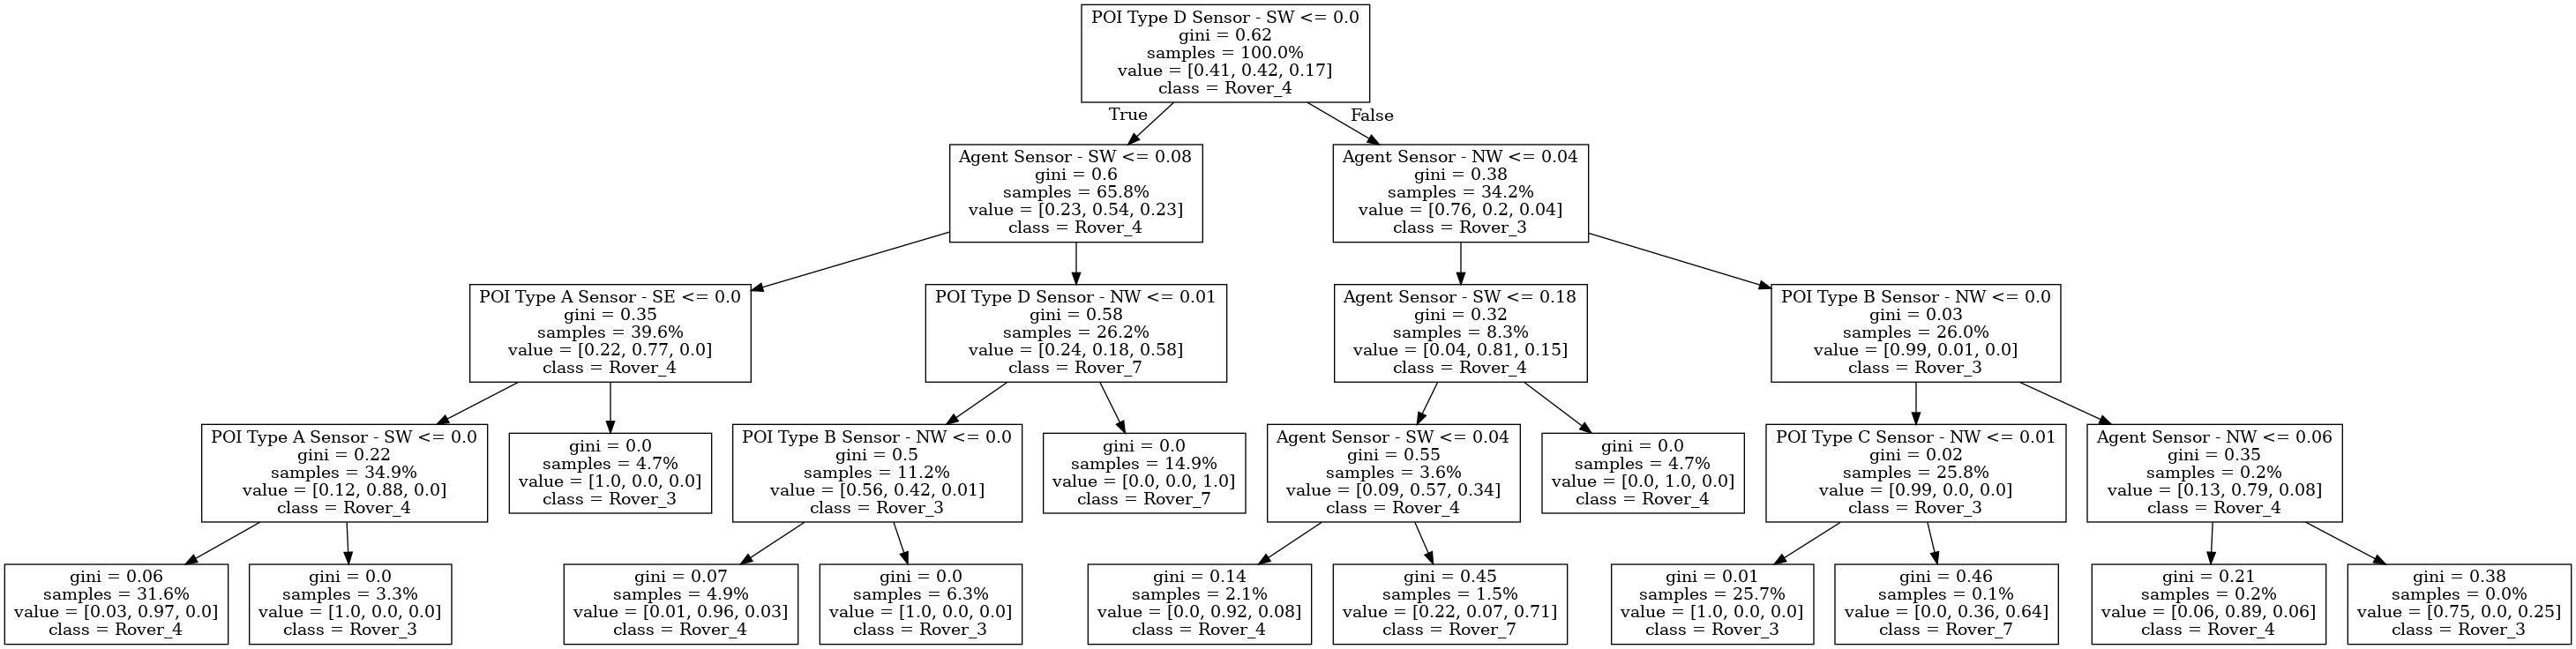 POI Type D Sensor - SW <= 0.0
gini = 0.62
samples = 100.0%
value = [0.41, 0.42, 0.17]
class = Rover_4
True
False
Agent Sensor - SW <= 0.08
gini = 0.6
samples = 65.8%
value = [0.23, 0.54, 0.23]
class = Rover_4
Agent Sensor - NW <= 0.04
gini = 0.38
samples = 34.2%
value = [0.76, 0.2, 0.04]
class = Rover_3
POI Type A Sensor - SE <= 0.0
gini = 0.35
samples = 39.6%
value = [0.22, 0.77, 0.0]
class = Rover_4
POI Type D Sensor - NW <= 0.01
gini = 0.58
samples = 26.2%
value = [0.24, 0.18, 0.58]
class = Rover_7
Agent Sensor - SW <= 0.18
gini = 0.32
samples = 8.3%
value = [0.04, 0.81, 0.15]
class = Rover_4
POI Type B Sensor - NW <= 0.0
gini = 0.03
samples = 26.0%
value = [0.99, 0.01, 0.0]
class = Rover_3
POI Type A Sensor - SW <= 0.0
gini = 0.22
samples = 34.9%
value = [0.12, 0.88, 0.0]
class = Rover_4
gini = 0.0
samples = 4.7%
value = [1.0, 0.0, 0.0]
class = Rover_3
POI Type B Sensor - NW <= 0.0
gini = 0.5
samples = 11.2%
value = [0.56, 0.42, 0.01]
class = Rover_3
gini = 0.0
samples = 14.9%
value = [0.0, 0.0, 1.0]
class = Rover_7
Agent Sensor - SW <= 0.04
gini = 0.55
samples = 3.6%
value = [0.09, 0.57, 0.34]
class = Rover_4
gini = 0.0
samples = 4.7%
value = [0.0, 1.0, 0.0]
class = Rover_4
POI Type C Sensor - NW <= 0.01
gini = 0.02
samples = 25.8%
value = [0.99, 0.0, 0.0]
class = Rover_3
Agent Sensor - NW <= 0.06
gini = 0.35
samples = 0.2%
value = [0.13, 0.79, 0.08]
class = Rover_4
gini = 0.06
samples = 31.6%
value = [0.03, 0.97, 0.0]
class = Rover_4
gini = 0.0
samples = 3.3%
value = [1.0, 0.0, 0.0]
class = Rover_3
gini = 0.07
samples = 4.9%
value = [0.01, 0.96, 0.03]
class = Rover_4
gini = 0.0
samples = 6.3%
value = [1.0, 0.0, 0.0]
class = Rover_3
gini = 0.14
samples = 2.1%
value = [0.0, 0.92, 0.08]
class = Rover_4
gini = 0.45
samples = 1.5%
value = [0.22, 0.07, 0.71]
class = Rover_7
gini = 0.01
samples = 25.7%
value = [1.0, 0.0, 0.0]
class = Rover_3
gini = 0.46
samples = 0.1%
value = [0.0, 0.36, 0.64]
class = Rover_7
gini = 0.21
samples = 0.2%
value = [0.06, 0.89, 0.06]
class = Rover_4
gini = 0.38
samples = 0.0%
value = [0.75, 0.0, 0.25]
class = Rover_3